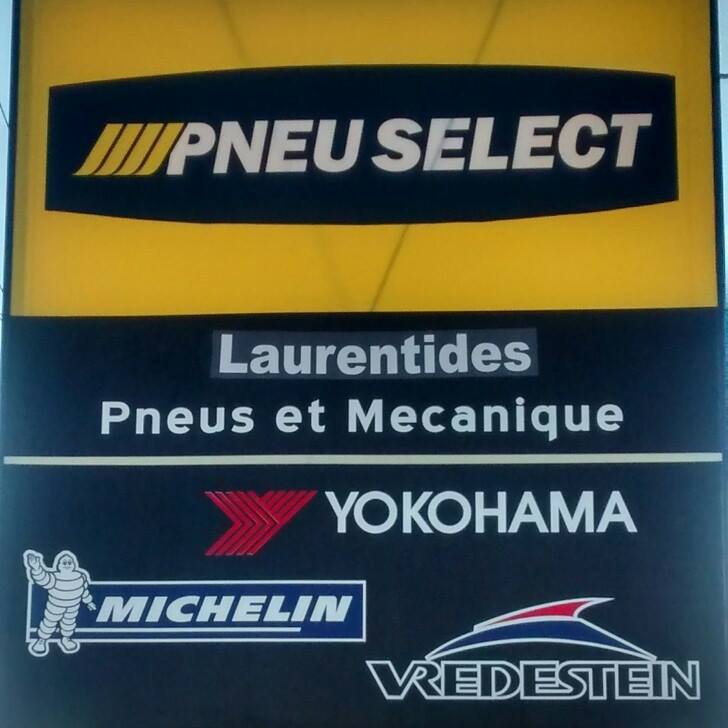 PNEU SELECT
Laurentides
Pneus et Mecanique
YOKOHAMA
MICHELIN
VREDESTEIN